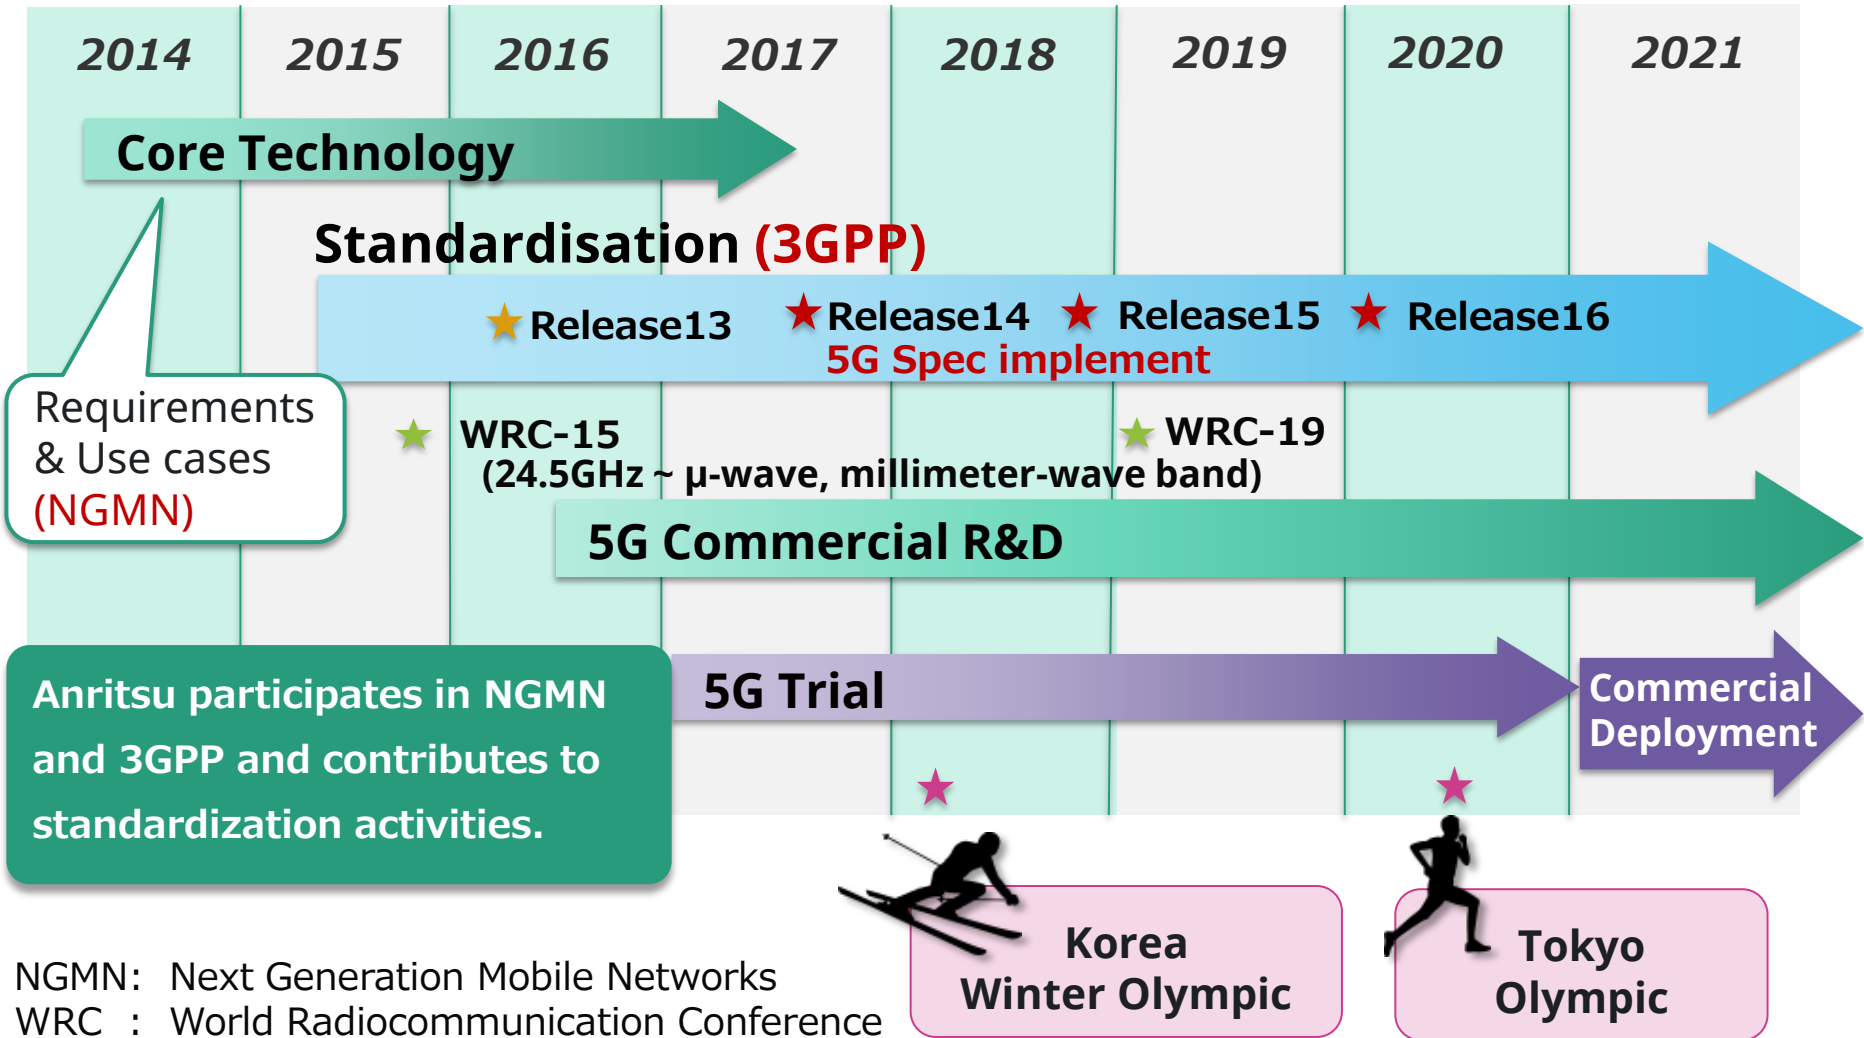 2014 2015 2016 2017 2018 2019 2020 2021
Core Technology
Standardisation (3GPP)
Release13 Release14 Release15 Release16
5G Spec implement
Requirements
& Use cases
(NGMN)
WRC-15 WRC-19
(24.5GHz ~ μ-wave, millimeter-wave band)
5G Commercial R&D
Anritsu participates in NGMN
and 3GPP and contributes to
standardization activities.
5G Trial
Commercial
Deployment
Korea
Winter Olympic
Tokyo
Olympic
NGMN: Next Generation Mobile Networks
WRC : World Radiocommunication Conference